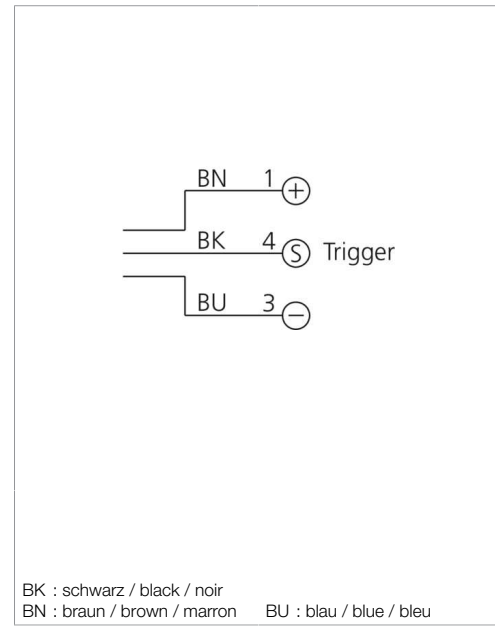 BN 1 +
BK 4 S Trigger
BU 3 −
BK : schwarz / black / noir
BN : braun / brown / marron BU : blau / blue / bleu